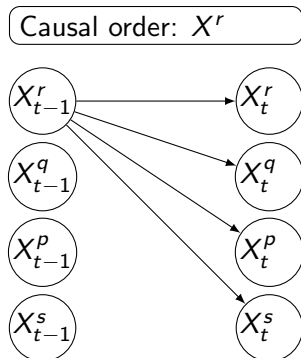 Causal order: X^r
X^r_{t−1} X^r_t
X^q_{t−1} X^q_t
X^p_{t−1} X^p_t
X^s_{t−1} X^s_t